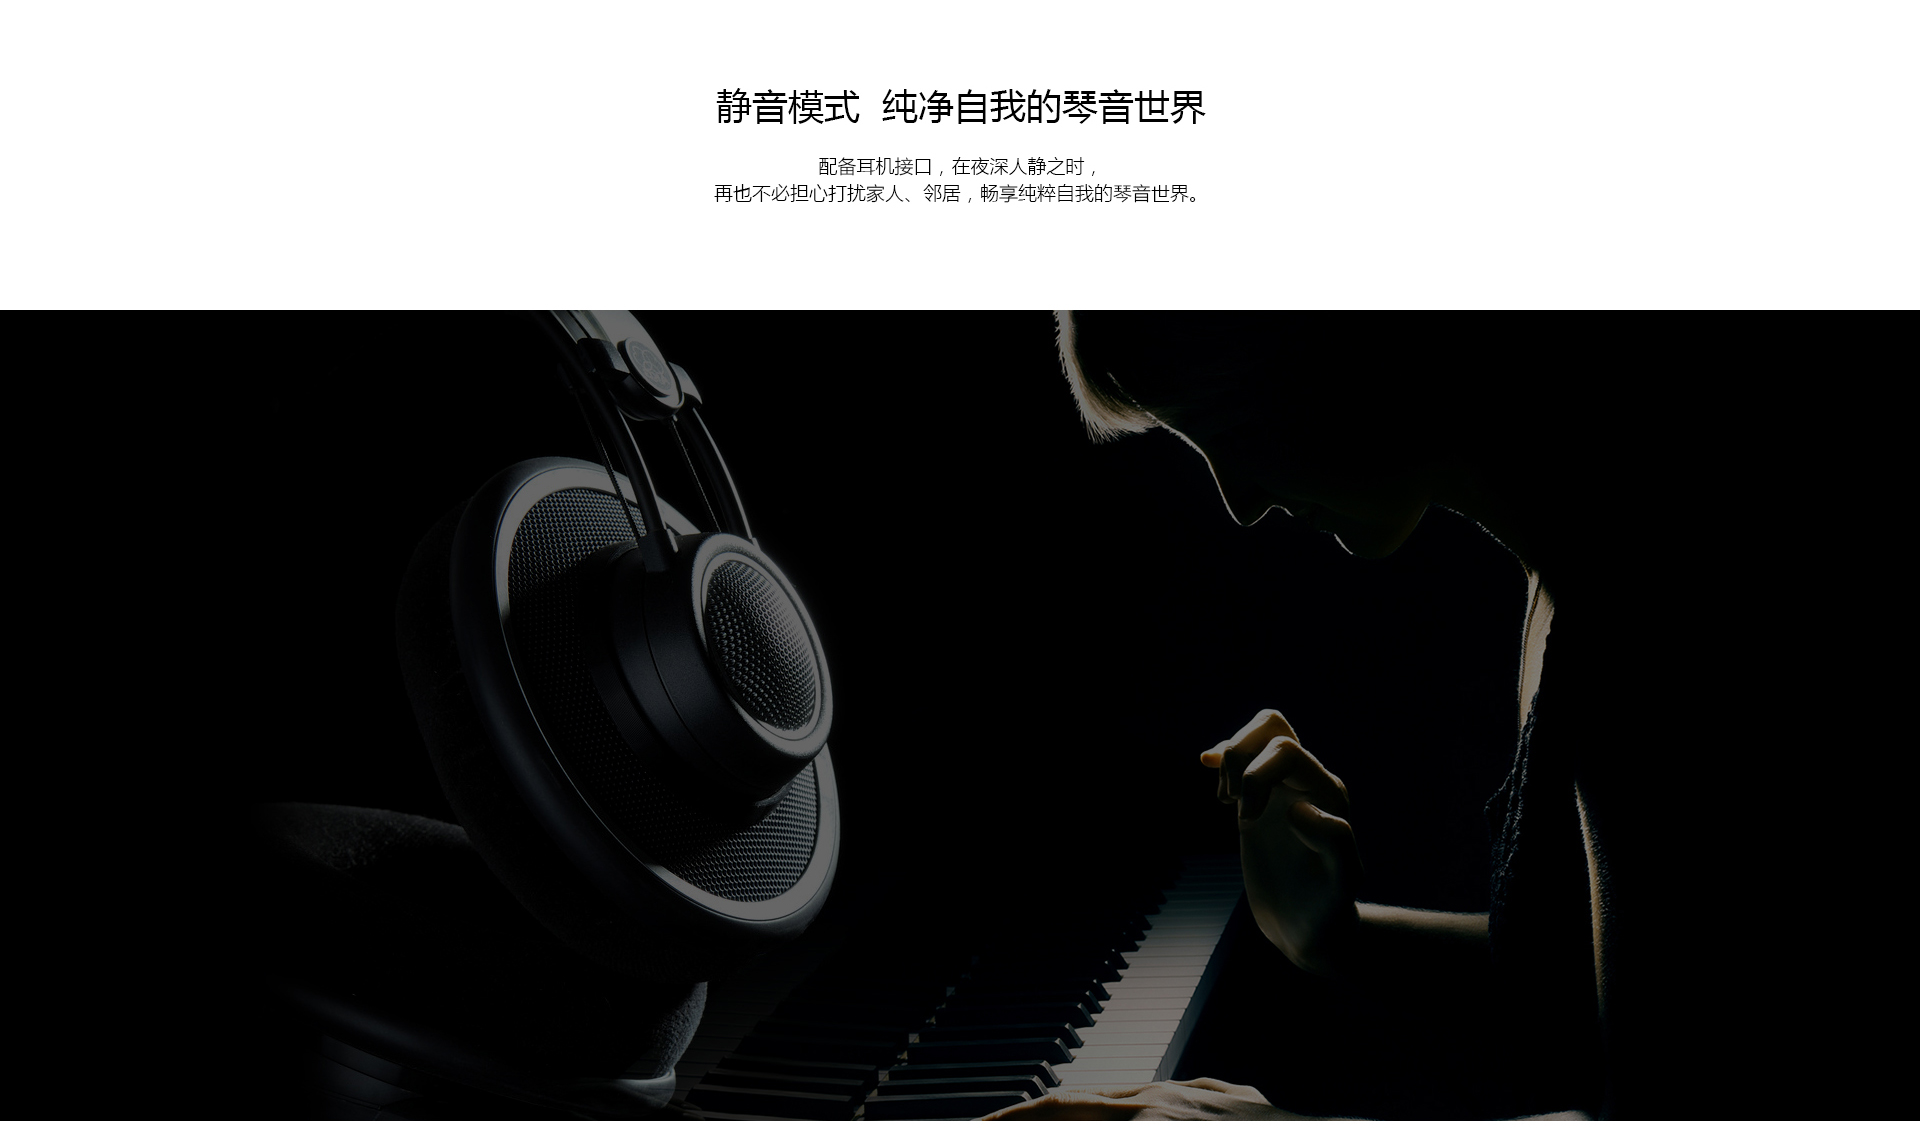 静音模式 纯净自我的琴音世界
配备耳机接口，在夜深人静之时，
再也不必担心打扰家人、邻居，畅享纯粹自我的琴音世界。